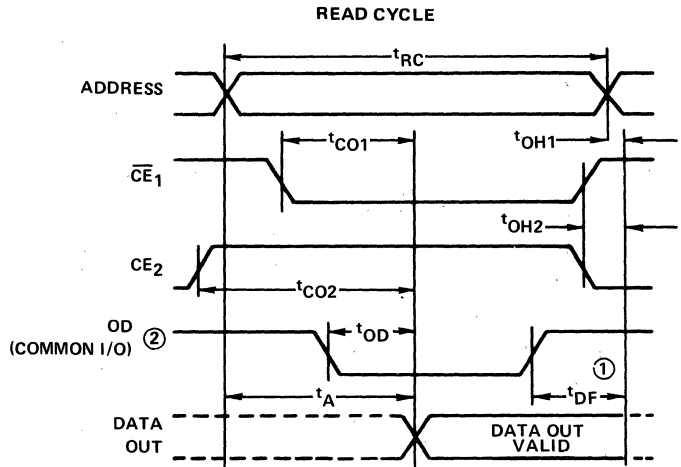 READ CYCLE
tRC
ADDRESS
tCO1
tOH1
CE1
tOH2
CE2
tCO2
OD
(COMMON I/O) ②
tOD
①
tA
tDF
DATA
OUT
DATA OUT
VALID